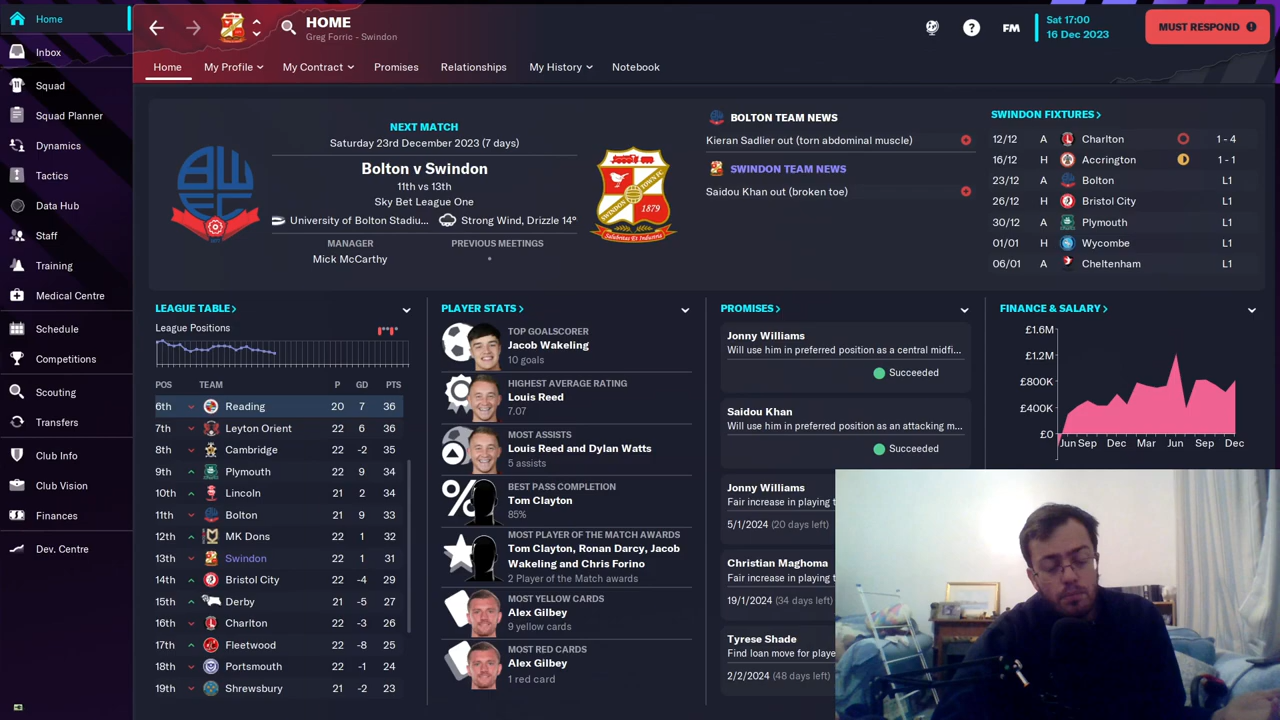 Home
Inbox
Squad
Squad Planner
Dynamics
Tactics
Data Hub
Staff
Training
Medical Centre
Schedule
Competitions
Scouting
Transfers
Club Info
Club Vision
Finances
Dev. Centre
HOME
Greg Forric - Swindon
?
FM
Sat 17:00
16 Dec 2023
MUST RESPOND
Home
My Profile
My Contract
Promises
Relationships
My History
Notebook
NEXT MATCH
Saturday 23rd December 2023 (7 days)
Bolton v Swindon
11th vs 13th
Sky Bet League One
University of Bolton Stadiu... Strong Wind, Drizzle 14°
MANAGER
Mick McCarthy
PREVIOUS MEETINGS
1879
BOLTON TEAM NEWS
Kieran Sadlier out (torn abdominal muscle)
SWINDON TEAM NEWS
Saidou Khan out (broken toe)
SWINDON FIXTURES
12/12 A Charlton 1 - 4
16/12 H Accrington 1 - 1
23/12 A Bolton L1
26/12 H Bristol City L1
30/12 A Plymouth L1
01/01 H Wycombe L1
06/01 A Cheltenham L1
LEAGUE TABLE
League Positions
POS TEAM P GD PTS
6th Reading 20 7 36
7th Leyton Orient 22 6 36
8th Cambridge 22 -2 35
9th Plymouth 22 9 34
10th Lincoln 21 2 34
11th Bolton 21 9 33
12th MK Dons 22 1 32
13th Swindon 22 1 31
14th Bristol City 22 -4 29
15th Derby 21 -5 27
16th Charlton 22 -3 26
17th Fleetwood 22 -8 25
18th Portsmouth 22 -1 24
19th Shrewsbury 21 -2 23
PLAYER STATS
TOP GOALSCORER
Jacob Wakeling
10 goals
HIGHEST AVERAGE RATING
Louis Reed
7.07
MOST ASSISTS
Louis Reed and Dylan Watts
5 assists
BEST PASS COMPLETION
Tom Clayton
85%
MOST PLAYER OF THE MATCH AWARDS
Tom Clayton, Ronan Darcy, Jacob
Wakeling and Chris Forino
2 Player of the Match awards
MOST YELLOW CARDS
Alex Gilbey
9 yellow cards
MOST RED CARDS
Alex Gilbey
1 red card
PROMISES
Jonny Williams
Will use him in preferred position as a central midfi...
Succeeded
Saidou Khan
Will use him in preferred position as an attacking m...
Succeeded
Jonny Williams
Fair increase in playing t
5/1/2024 (20 days left)
Christian Maghoma
Fair increase in playing t
19/1/2024 (34 days left)
Tyrese Shade
Find loan move for playe
2/2/2024 (48 days left)
FINANCE & SALARY
£1.6M
£1.2M
£800K
£400K
£0
Jun Sep Dec Mar Jun Sep Dec